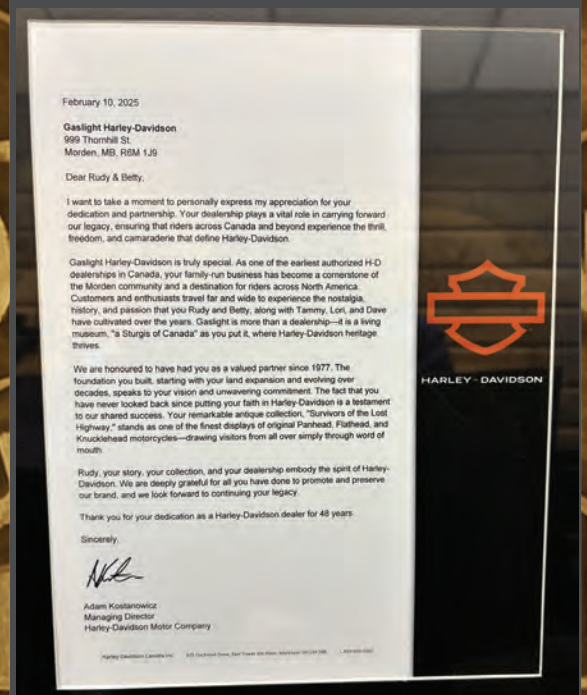 February 10, 2025
Gaslight Harley-Davidson
999 Thornhill St.
Morden, MB, R6M 1J9
Dear Rudy & Betty,
I want to take a moment to personally express my appreciation for your
dedication and partnership. Your dealership plays a vital role in carrying forward
our legacy, ensuring that riders across Canada and beyond experience the thrill,
freedom, and camaraderie that define Harley-Davidson.
Gaslight Harley-Davidson is truly special. As one of the earliest authorized H-D
dealerships in Canada, your family-run business has become a cornerstone of
the Morden community and a destination for riders across North America.
Customers and enthusiasts travel far and wide to experience the nostalgia,
history, and passion that you Rudy and Betty, along with Tammy, Lori, and Dave
have cultivated over the years. Gaslight is more than a dealership—it is a living
museum, "a Sturgis of Canada" as you put it, where Harley-Davidson heritage
thrives.
We are honoured to have had you as a valued partner since 1977. The
foundation you built, starting with your land expansion and evolving over
decades, speaks to your vision and unwavering commitment. The fact that you
have never looked back since putting your faith in Harley-Davidson is a testament
to our shared success. Your remarkable antique collection, "Survivors of the Lost
Highway," stands as one of the finest displays of original Panhead, Flathead, and
Knucklehead motorcycles—drawing visitors from all over simply through word of
mouth.
Rudy, your story, your collection, and your dealership embody the spirit of Harley-
Davidson. We are deeply grateful for all you have done to promote and preserve
our brand, and we look forward to continuing your legacy.
Thank you for your dedication as a Harley-Davidson dealer for 48 years.
Sincerely,
Adam Kostanowicz
Managing Director
Harley-Davidson Motor Company
Harley-Davidson Canada Inc.
HARLEY-DAVIDSON